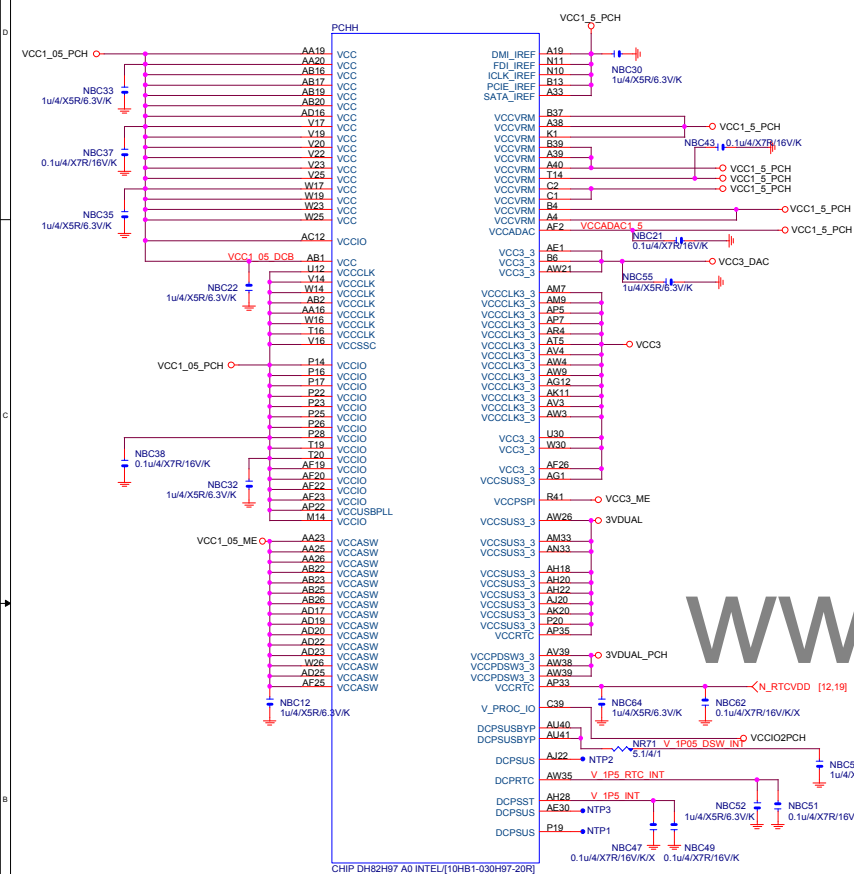 VCC1_5_PCH
D
PCHH
VCC1_05_PCH
AA19 VCC
AA20 VCC
AB16 VCC
AB17 VCC
AB19 VCC
AB20 VCC
AD16 VCC
V17 VCC
V19 VCC
V20 VCC
V22 VCC
V23 VCC
V25 VCC
W17 VCC
W19 VCC
W23 VCC
W25 VCC
AC12 VCCIO
VCC1_05_DCB AB1 VCC
U12 VCCCLK
V14 VCCCLK
W14 VCCCLK
AB2 VCCCLK
AA16 VCCCLK
W16 VCCCLK
T16 VCCCLK
V16 VCCSSC
NBC33
1u/4/X5R/6.3V/K
NBC37
0.1u/4/X7R/16V/K
NBC35
1u/4/X5R/6.3V/K
NBC22
1u/4/X5R/6.3V/K
VCC1_05_PCH
P14 VCCIO
P16 VCCIO
P17 VCCIO
P22 VCCIO
P23 VCCIO
P25 VCCIO
P26 VCCIO
P28 VCCIO
T19 VCCIO
T20 VCCIO
AF19 VCCIO
AF20 VCCIO
AF22 VCCIO
AF23 VCCIO
AP22 VCCUSBPLL
M14 VCCIO
C
NBC38
0.1u/4/X7R/16V/K
NBC32
1u/4/X5R/6.3V/K
VCC1_05_ME
AA23 VCCASW
AA25 VCCASW
AA26 VCCASW
AB22 VCCASW
AB23 VCCASW
AB25 VCCASW
AB26 VCCASW
AD17 VCCASW
AD19 VCCASW
AD20 VCCASW
AD22 VCCASW
AD23 VCCASW
W26 VCCASW
AD25 VCCASW
AF25 VCCASW
NBC12
1u/4/X5R/6.3V/K
B
DMI_IREF A19
FDI_IREF N11
ICLK_IREF N10
PCIE_IREF B13
SATA_IREF A33
NBC30
1u/4/X5R/6.3V/K
VCCVRM B37
VCCVRM A38
VCCVRM K1
VCCVRM B39
VCCVRM A39
VCCVRM A40
VCCVRM T14
VCCVRM C2
VCCVRM C1
VCCVRM B4
VCCVRM A4
VCCADAC AF2 VCCADAC1_5
VCC1_5_PCH
NBC43 0.1u/4/X7R/16V/K
VCC1_5_PCH
VCC1_5_PCH
VCC1_5_PCH
VCC1_5_PCH
VCC1_5_PCH
NBC21
0.1u/4/X7R/16V/K
VCC3_3 AE1
VCC3_3 B6
VCC3_3 AW21
VCC3_DAC
NBC55
1u/4/X5R/6.3V/K
VCCCLK3_3 AM7
VCCCLK3_3 AM9
VCCCLK3_3 AP5
VCCCLK3_3 AP7
VCCCLK3_3 AR4
VCCCLK3_3 AT5
VCCCLK3_3 AV4
VCCCLK3_3 AW4
VCCCLK3_3 AW9
VCCCLK3_3 AG12
VCCCLK3_3 AK11
VCCCLK3_3 AV3
VCCCLK3_3 AW3
VCC3
VCC3_3 U30
VCC3_3 W30
VCC3_3 AF26
VCCSUS3_3 AG1
VCCPSPI R41 VCC3_ME
VCCSUS3_3 AW26 3VDUAL
VCCSUS3_3 AM33
VCCSUS3_3 AN33
VCCSUS3_3 AH18
VCCSUS3_3 AH20
VCCSUS3_3 AH22
VCCSUS3_3 AJ20
VCCSUS3_3 AK20
VCCSUS3_3 P20
VCCRTC AP35
VCCPDSW3_3 AV39 3VDUAL_PCH
VCCPDSW3_3 AW38
VCCPDSW3_3 AW39
VCCRTC AP33 N_RTCVDD [12,19]
NBC64
1u/4/X5R/6.3V/K
NBC62
0.1u/4/X7R/16V/K/X
V_PROC_IO C39
VCCIO2PCH
DCPSUSBYP AU40
DCPSUSBYP AU41
NR71 V_1P05_DSW_INT
5.1/4/1
DCPSUS AJ22 NTP2
DCPRTC AW35 V_1P5_RTC_INT
DCPSST AH28 V_1P5_INT
DCPSUS AE30 NTP3
DCPSUS P19 NTP1
NBC52
1u/4/X5R/6.3V/K
NBC51
0.1u/4/X7R/16V
NBC47
0.1u/4/X7R/16V/K/X
NBC49
0.1u/4/X7R/16V/K
NBC5
1u/4/X
WW
CHIP DH82H97 A0 INTEL/[10HB1-030H97-20R]